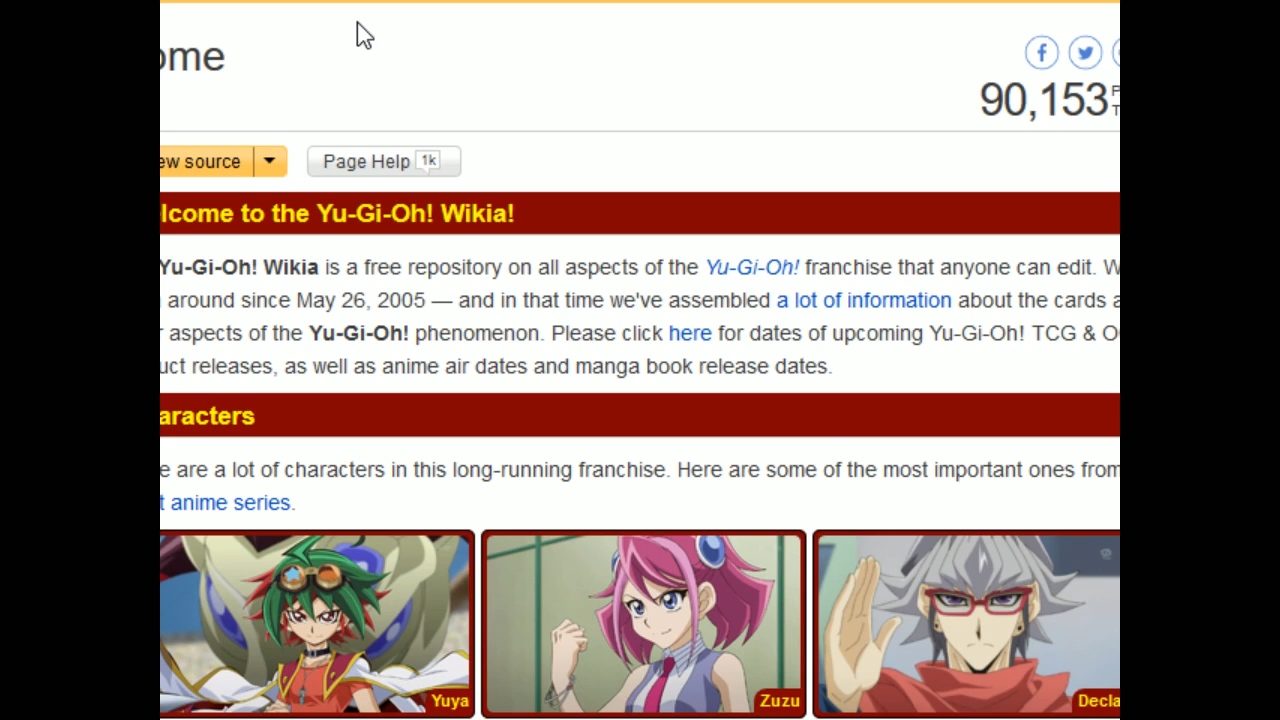 ome
90,153
ew source
Page Help 1k
lcome to the Yu-Gi-Oh! Wikia!
Yu-Gi-Oh! Wikia is a free repository on all aspects of the Yu-Gi-Oh! franchise that anyone can edit. W
around since May 26, 2005 — and in that time we've assembled a lot of information about the cards a
r aspects of the Yu-Gi-Oh! phenomenon. Please click here for dates of upcoming Yu-Gi-Oh! TCG & O
uct releases, as well as anime air dates and manga book release dates.
aracters
e are a lot of characters in this long-running franchise. Here are some of the most important ones from
t anime series.
Yuya
Zuzu
Decla